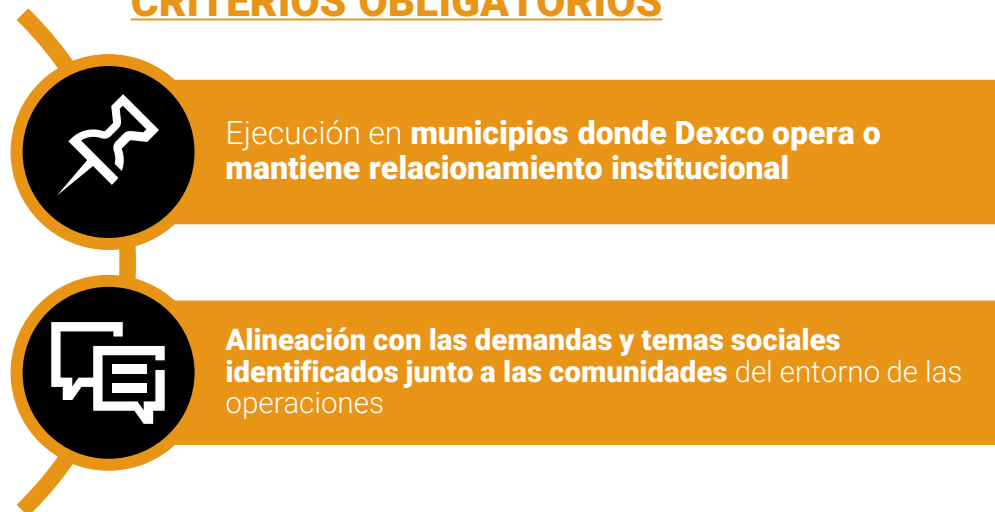 CRITERIOS OBLIGATORIOS
Ejecución en municipios donde Dexco opera o
mantiene relacionamiento institucional
Alineación con las demandas y temas sociales
identificados junto a las comunidades del entorno de las
operaciones